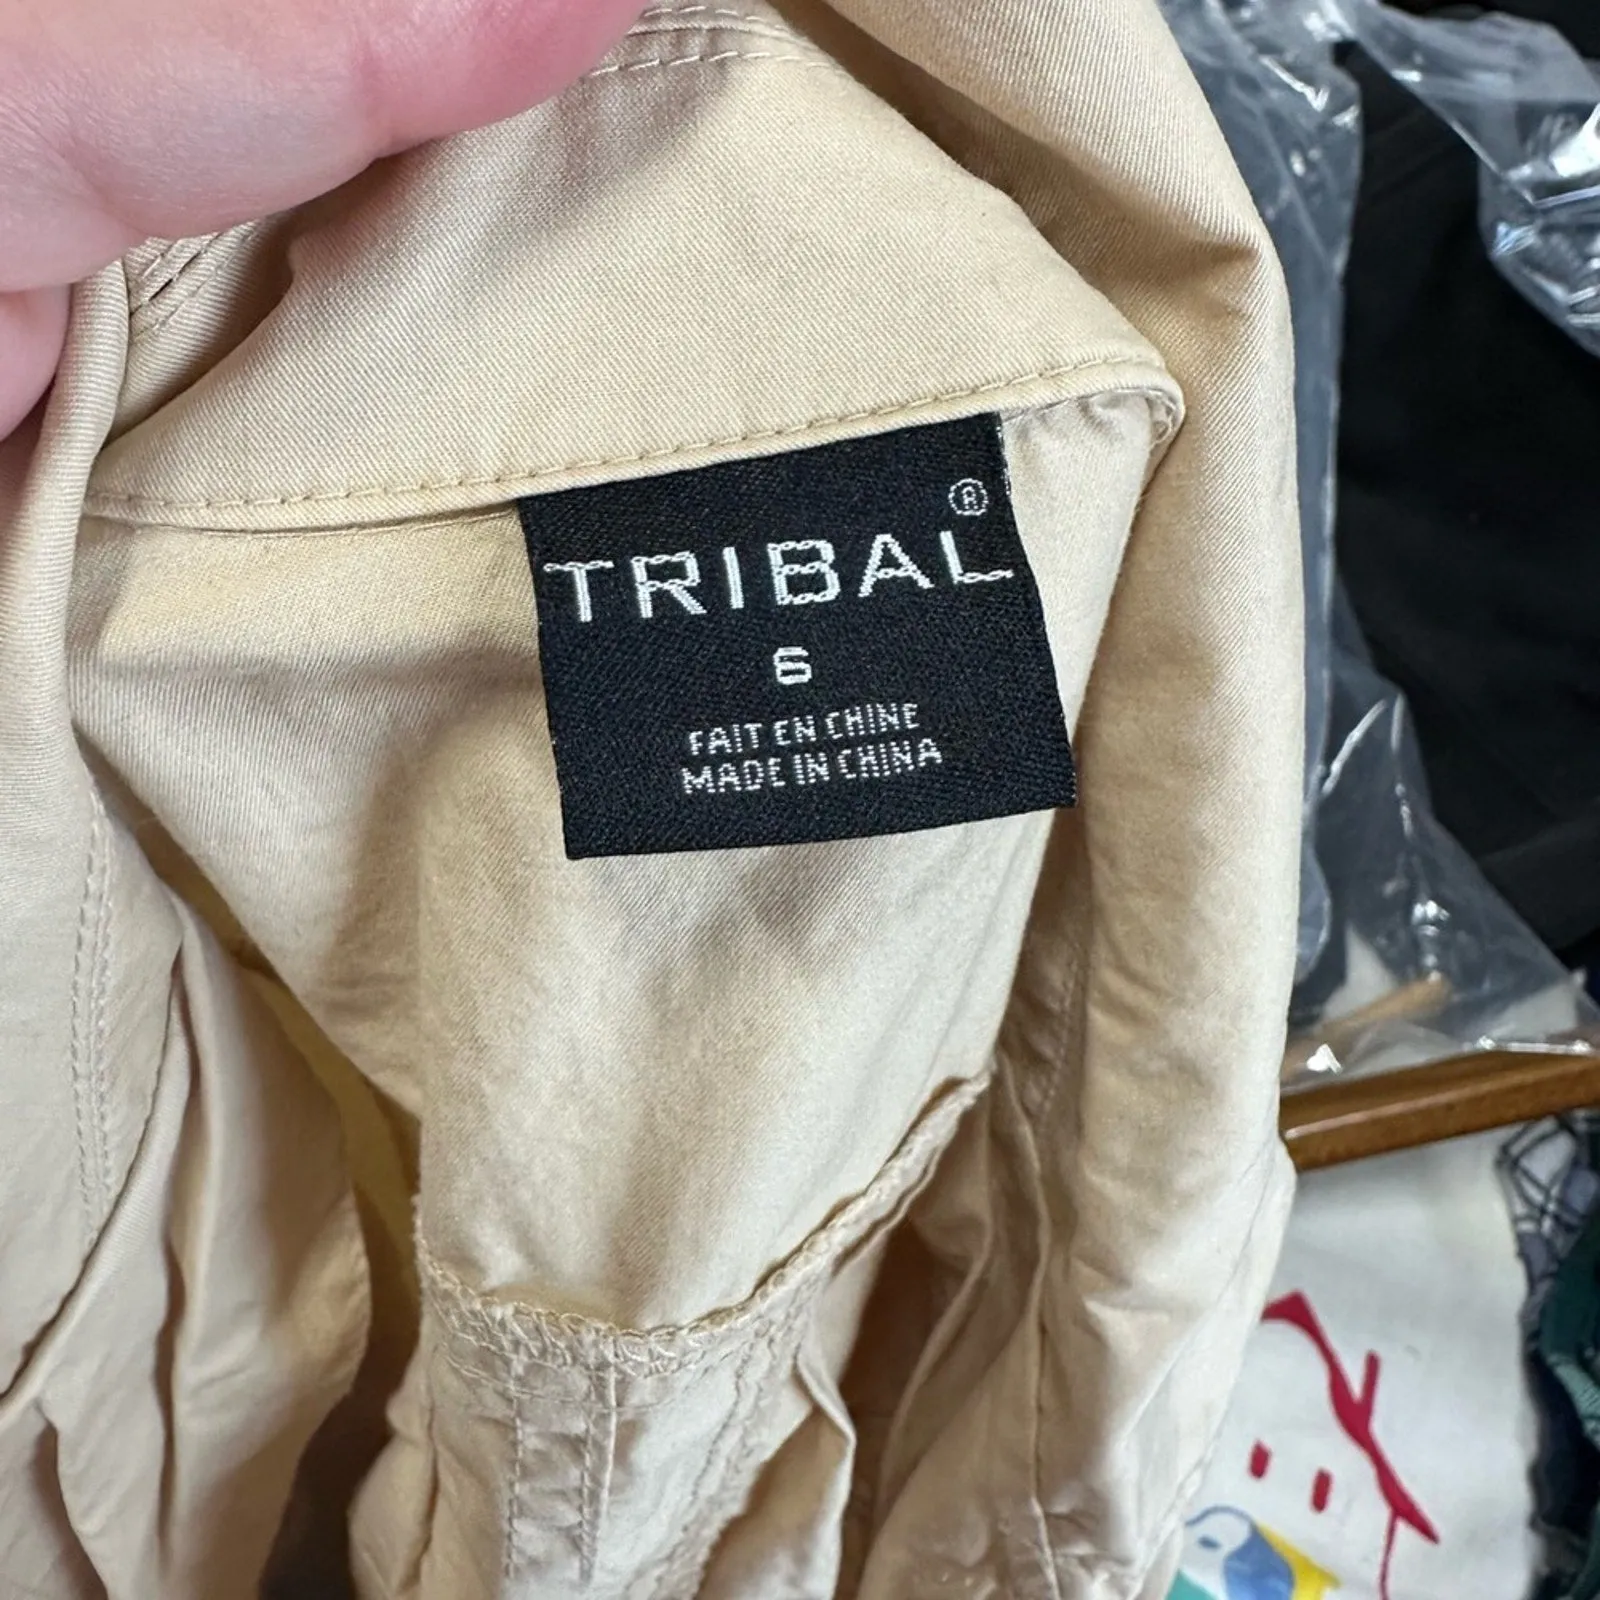 TRIBAL®
6
FAIT EN CHINE
MADE IN CHINA